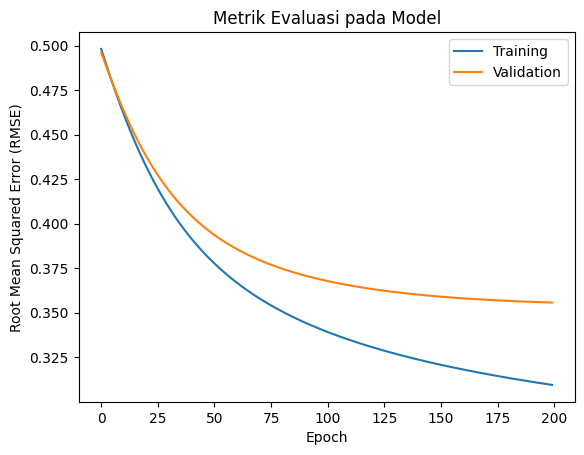 Metrik Evaluasi pada Model
Training
Validation
Root Mean Squared Error (RMSE)
0.500
0.475
0.450
0.425
0.400
0.375
0.350
0.325
0 25 50 75 100 125 150 175 200
Epoch